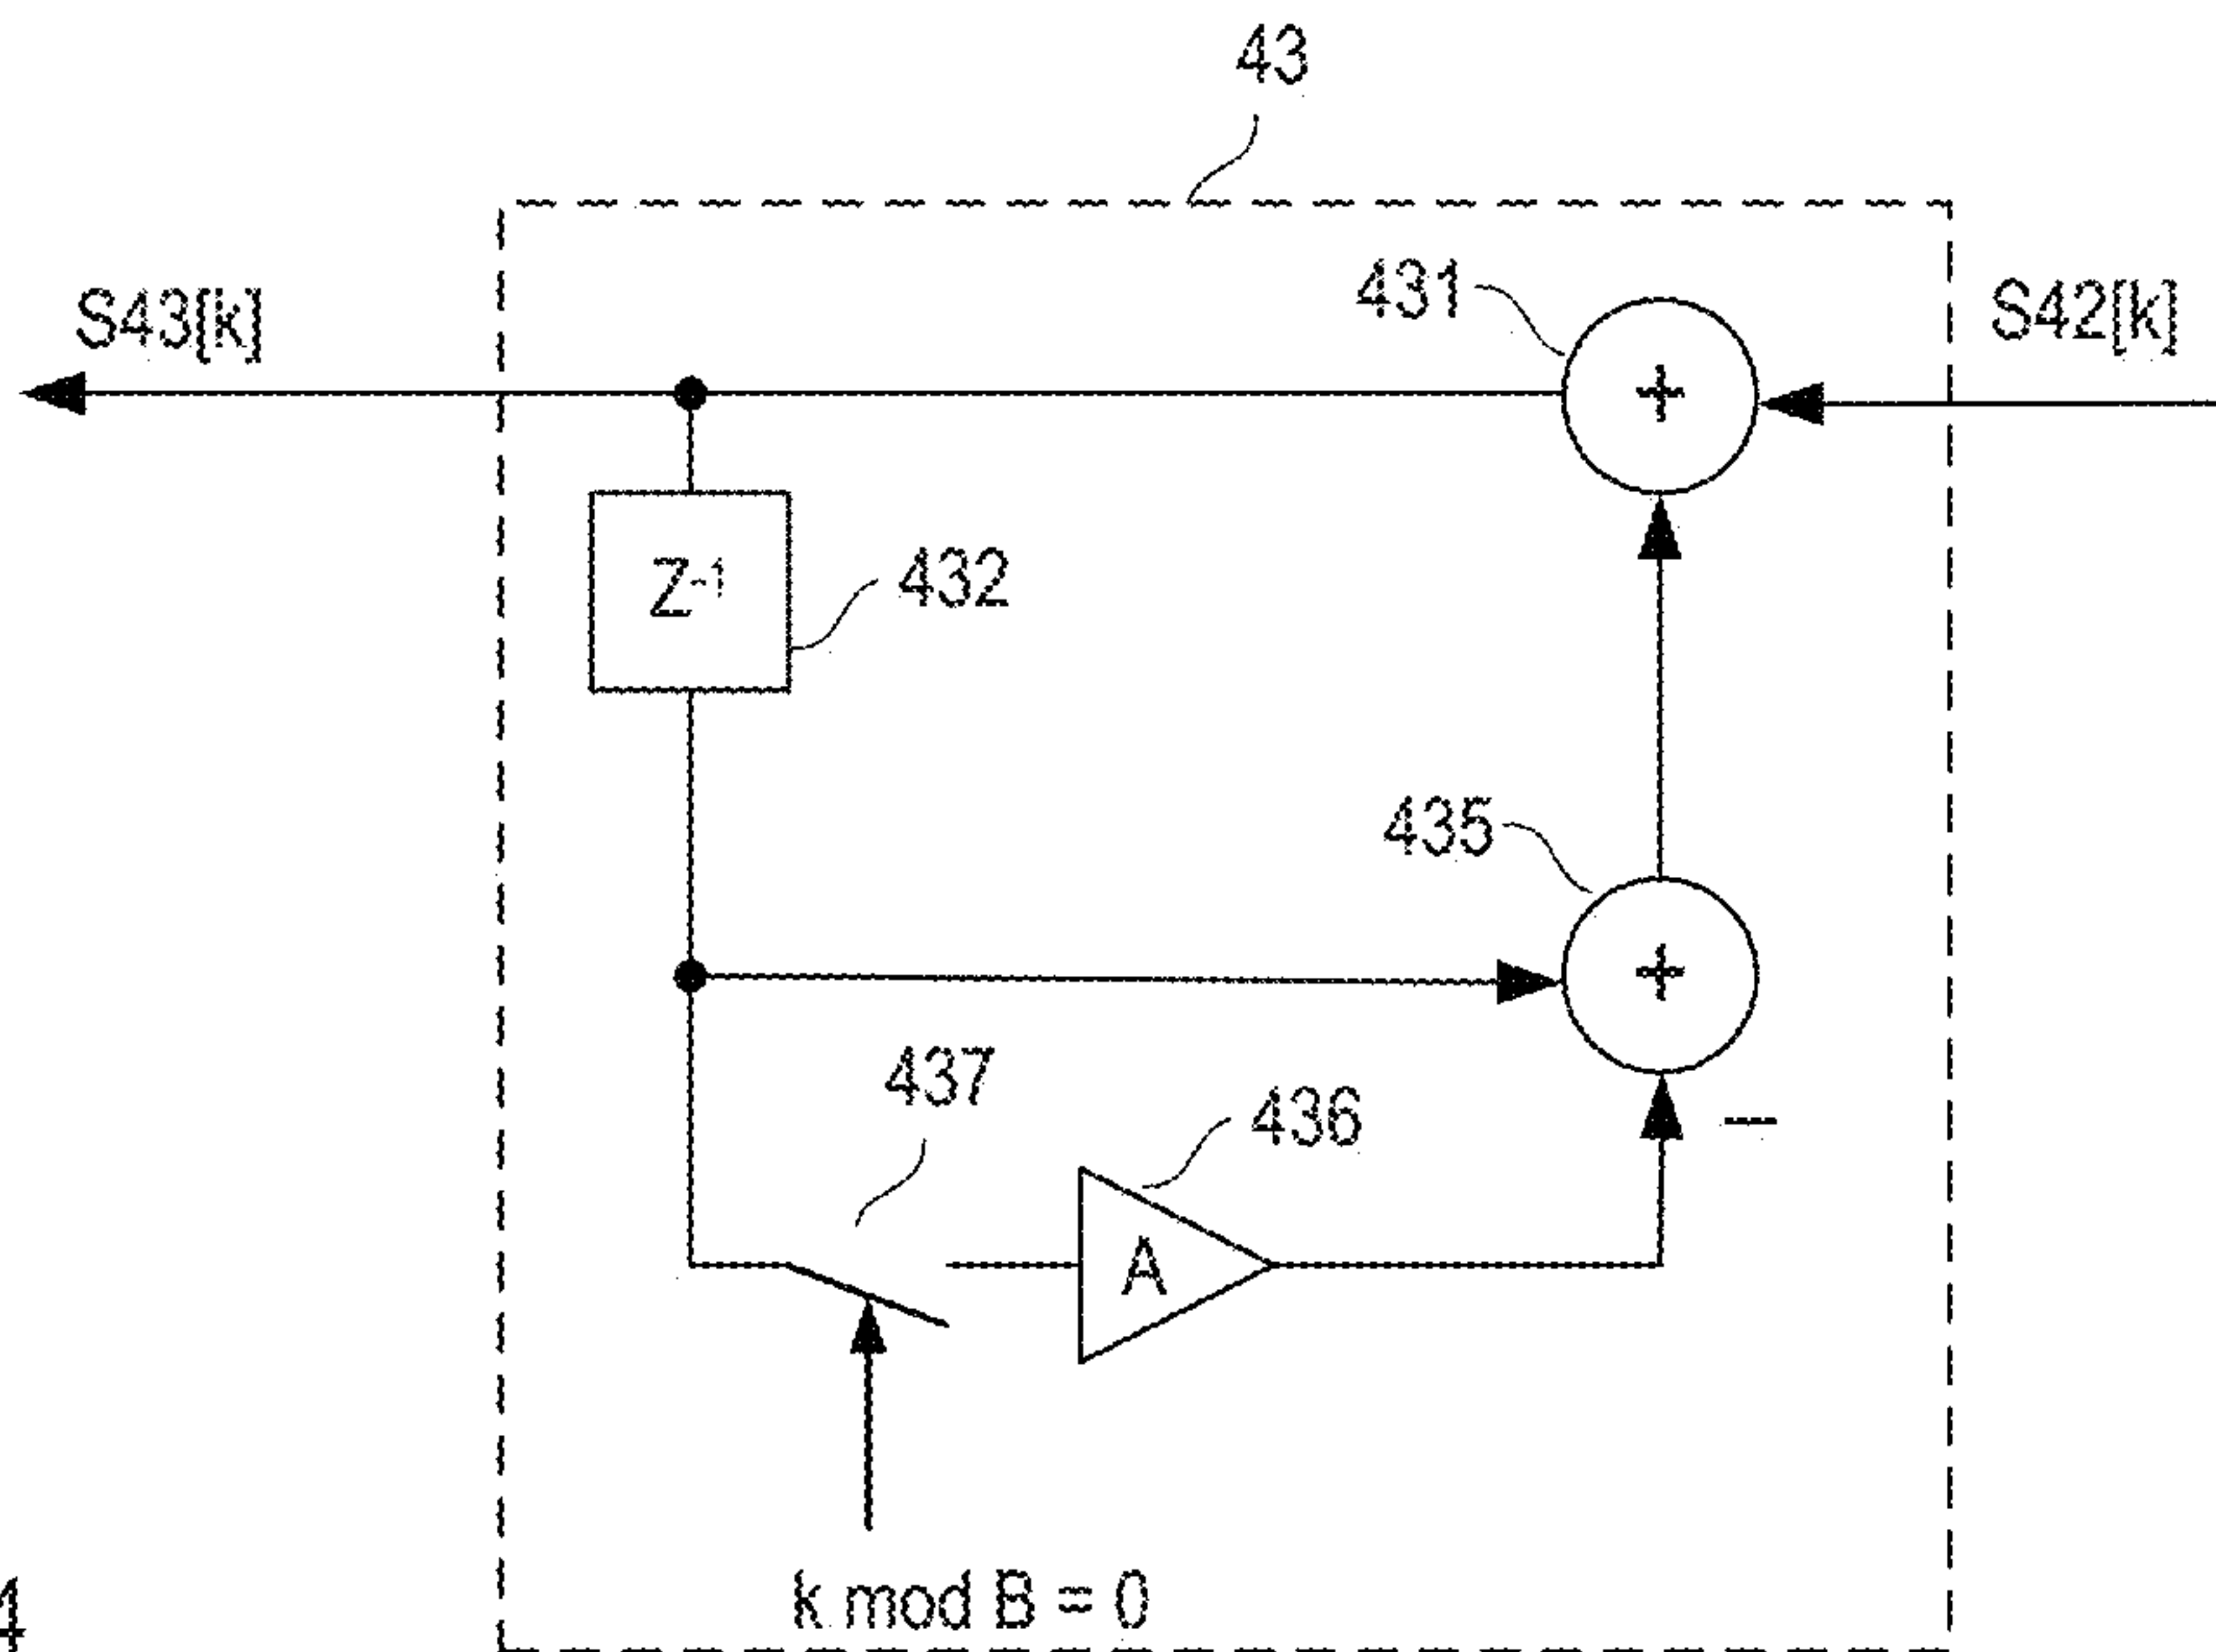 43
S43[k]
431
+
S42[k]
Z-1
432
435
+
437
436
–
A
k mod B = 0
4